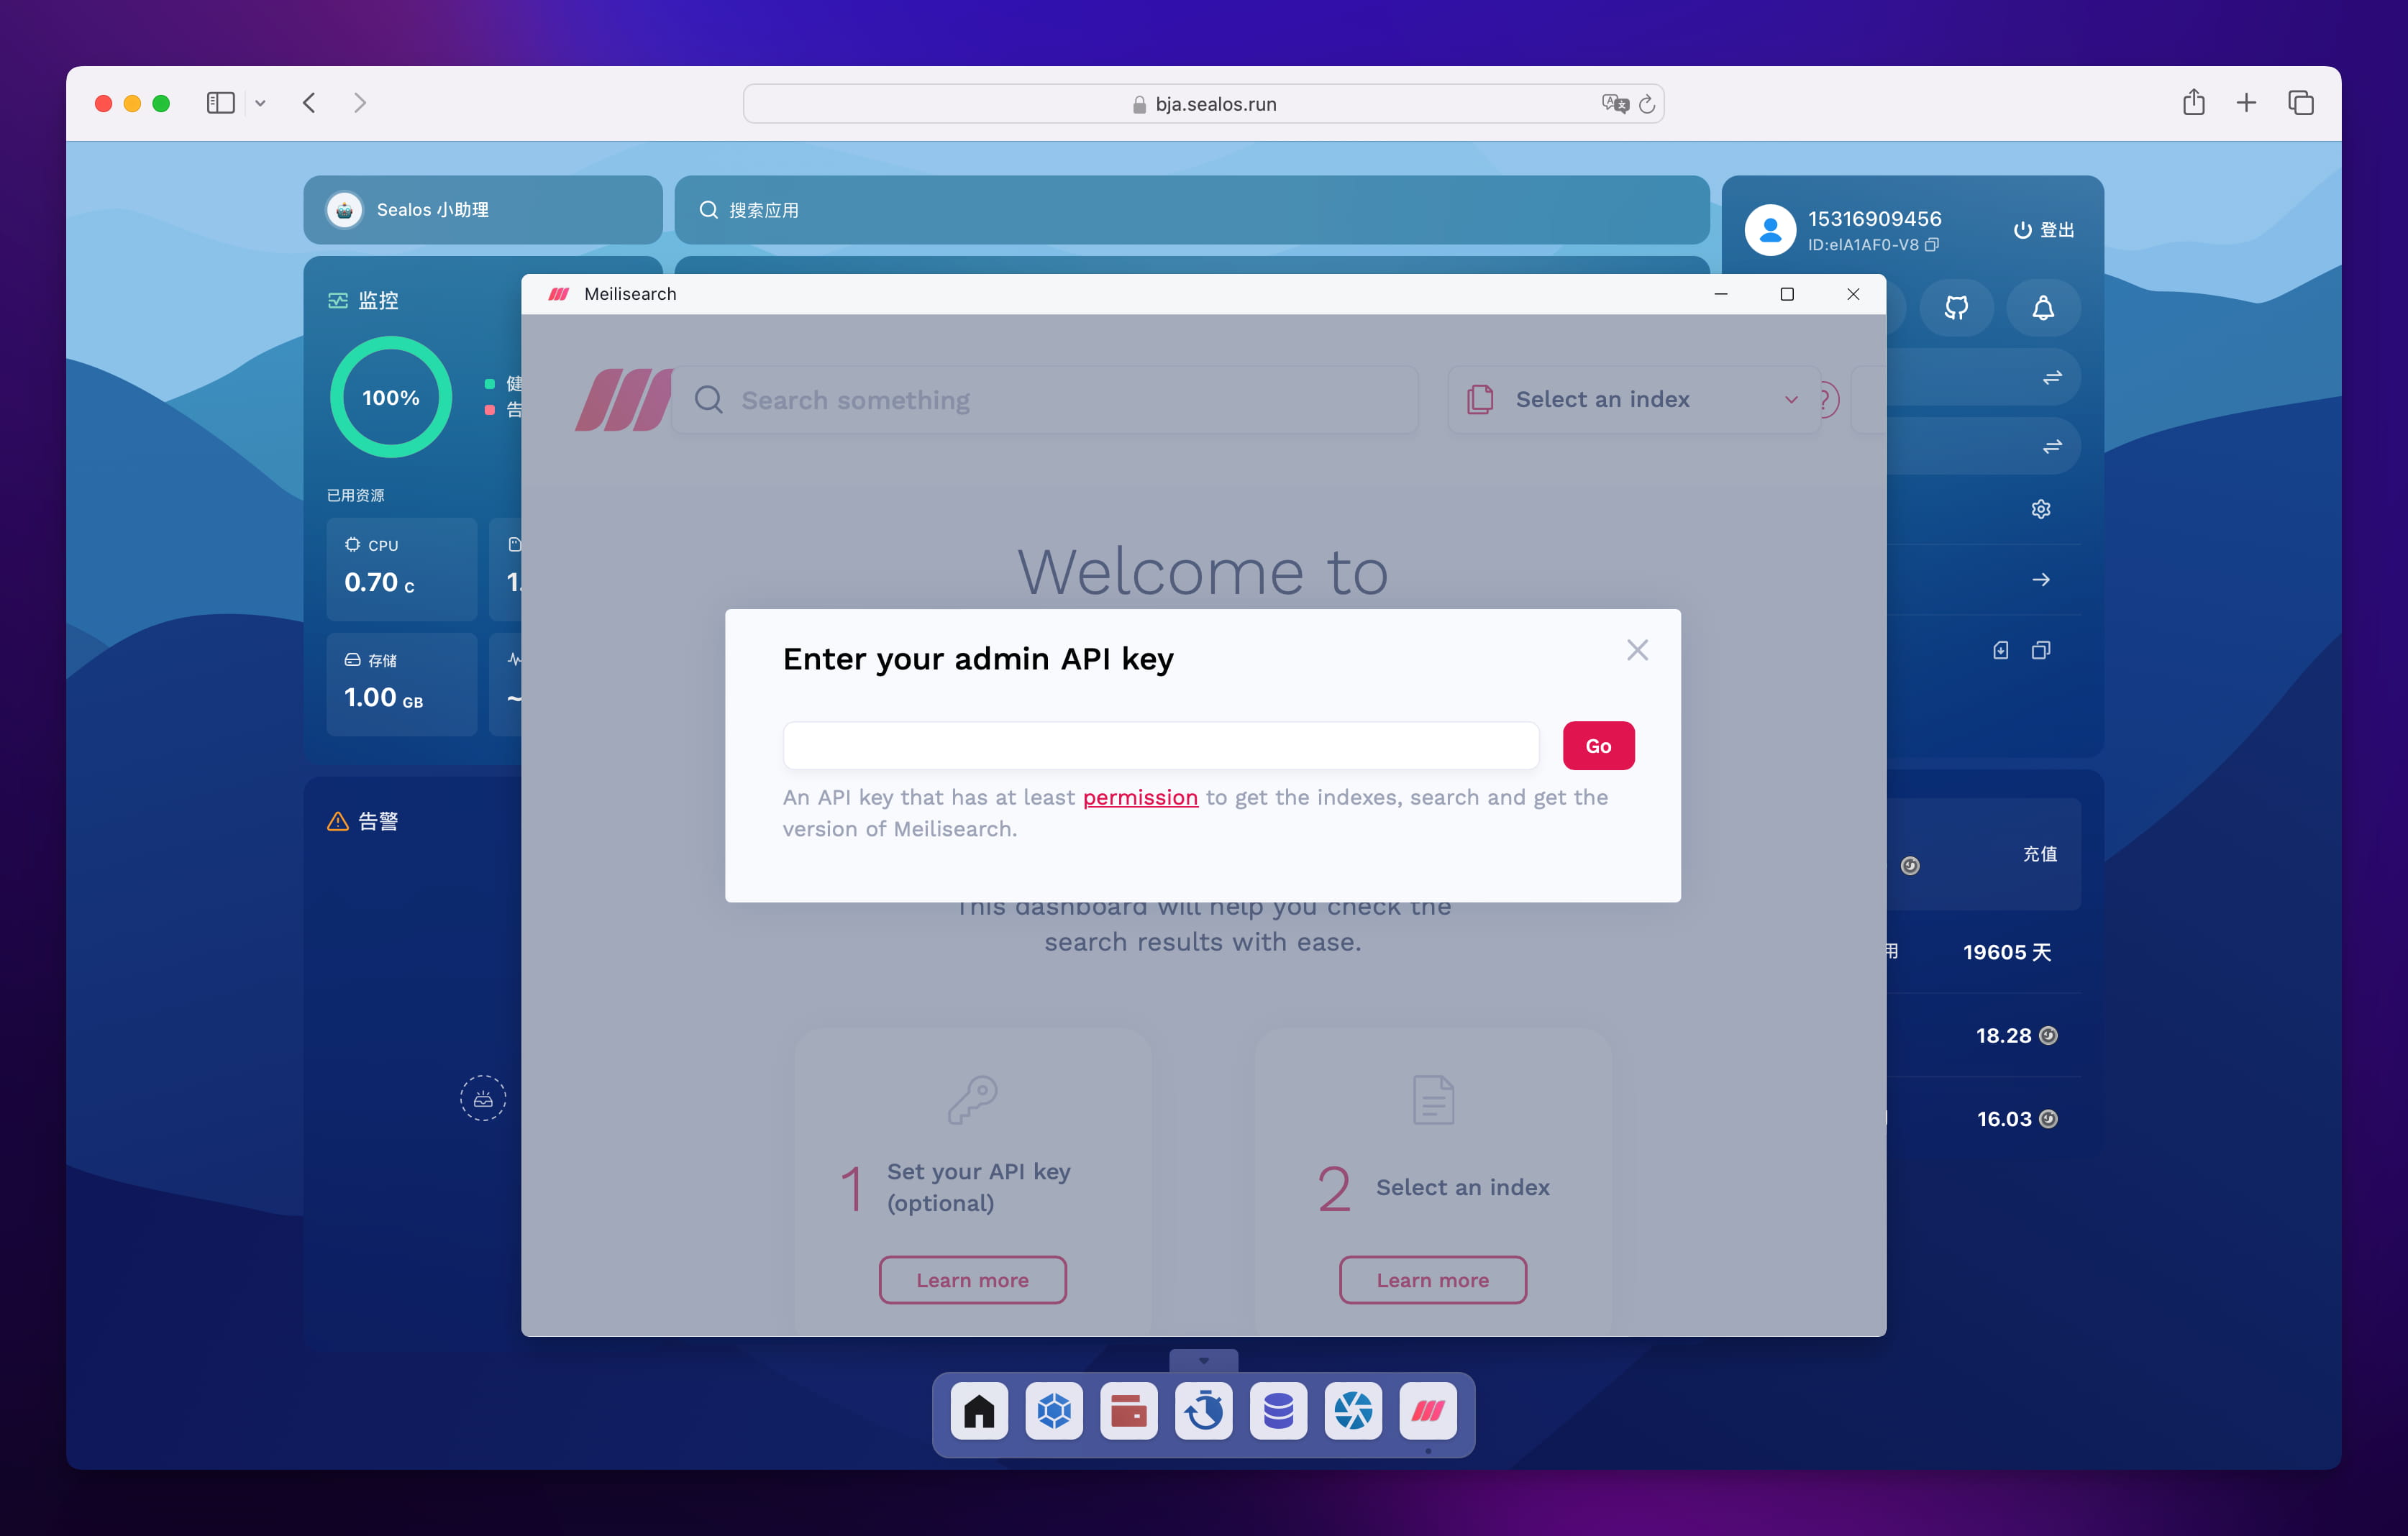 bja.sealos.run
Sealos 小助理
搜索应用
15316909456
ID:eIA1AF0-V8
登出
监控
Meilisearch
100%
健
告
Search something
Select an index
?
已用资源
CPU
0.70 C
1.
存储
1.00 GB
~
Welcome to
Enter your admin API key
Go
An API key that has at least permission to get the indexes, search and get the
version of Meilisearch.
告警
充值
This dashboard will help you check the
search results with ease.
用
19605 天
18.28
16.03
1
Set your API key
(optional)
2
Select an index
Learn more
Learn more